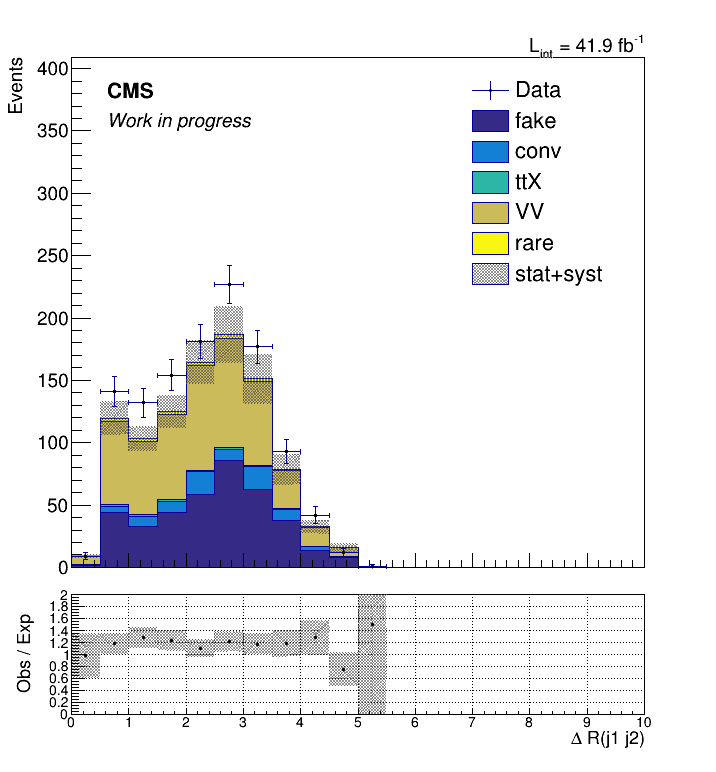 L_int = 41.9 fb^-1
Events
400
350
300
250
200
150
100
50
0
CMS
Work in progress
Data
fake
conv
ttX
VV
rare
stat+syst
Obs / Exp
2
1.8
1.6
1.4
1.2
1
0.8
0.6
0.4
0.2
0
0 1 2 3 4 5 6 7 8 9 10
Δ R(j1 j2)